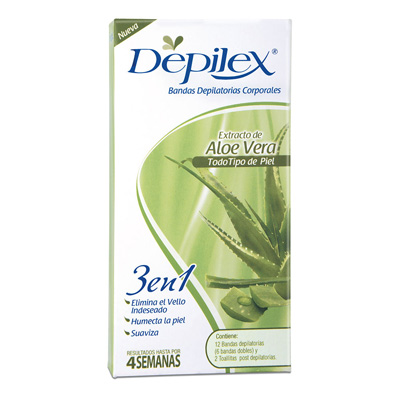 Nueva
Depilex®
Bandas Depilatorias Corporales
Extracto de
Aloe Vera
Todo Tipo de Piel
3en1
Elimina el Vello
Indeseado
Humecta la piel
Suaviza
RESULTADOS HASTA POR
4 SEMANAS
Contiene:
12 Bandas depilatorias
(6 bandas dobles) y
2 Toallitas post depilatorias.